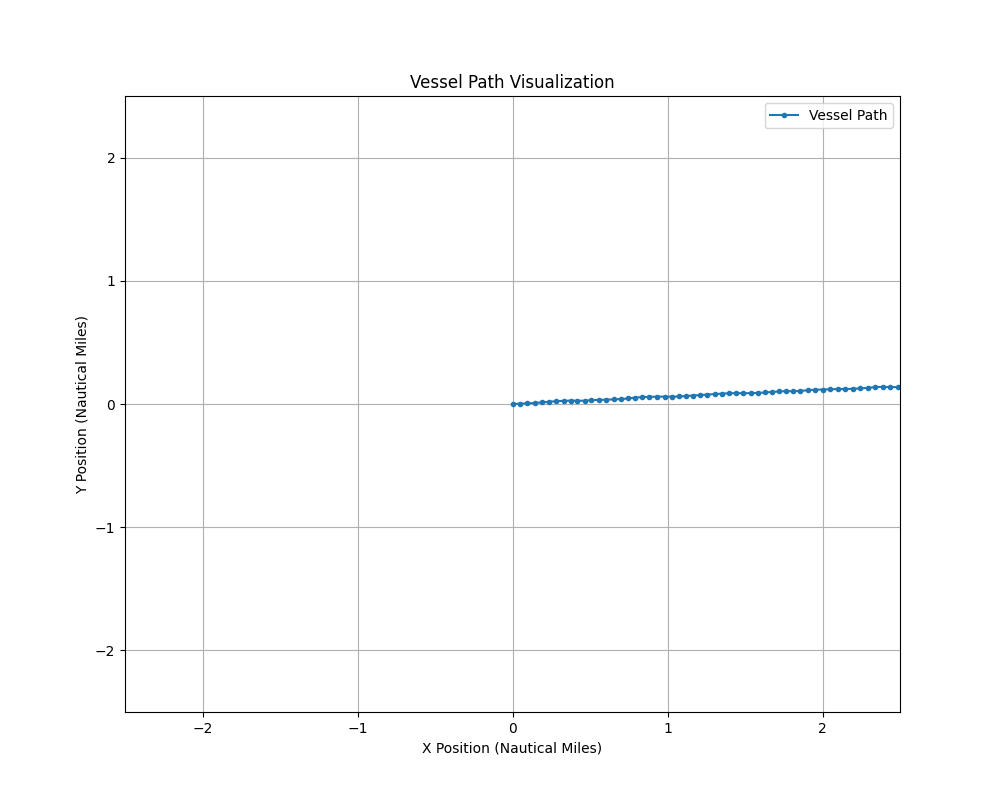 Vessel Path Visualization
Vessel Path
2
1
0
−1
−2
Y Position (Nautical Miles)
−2
−1
0
1
2
X Position (Nautical Miles)